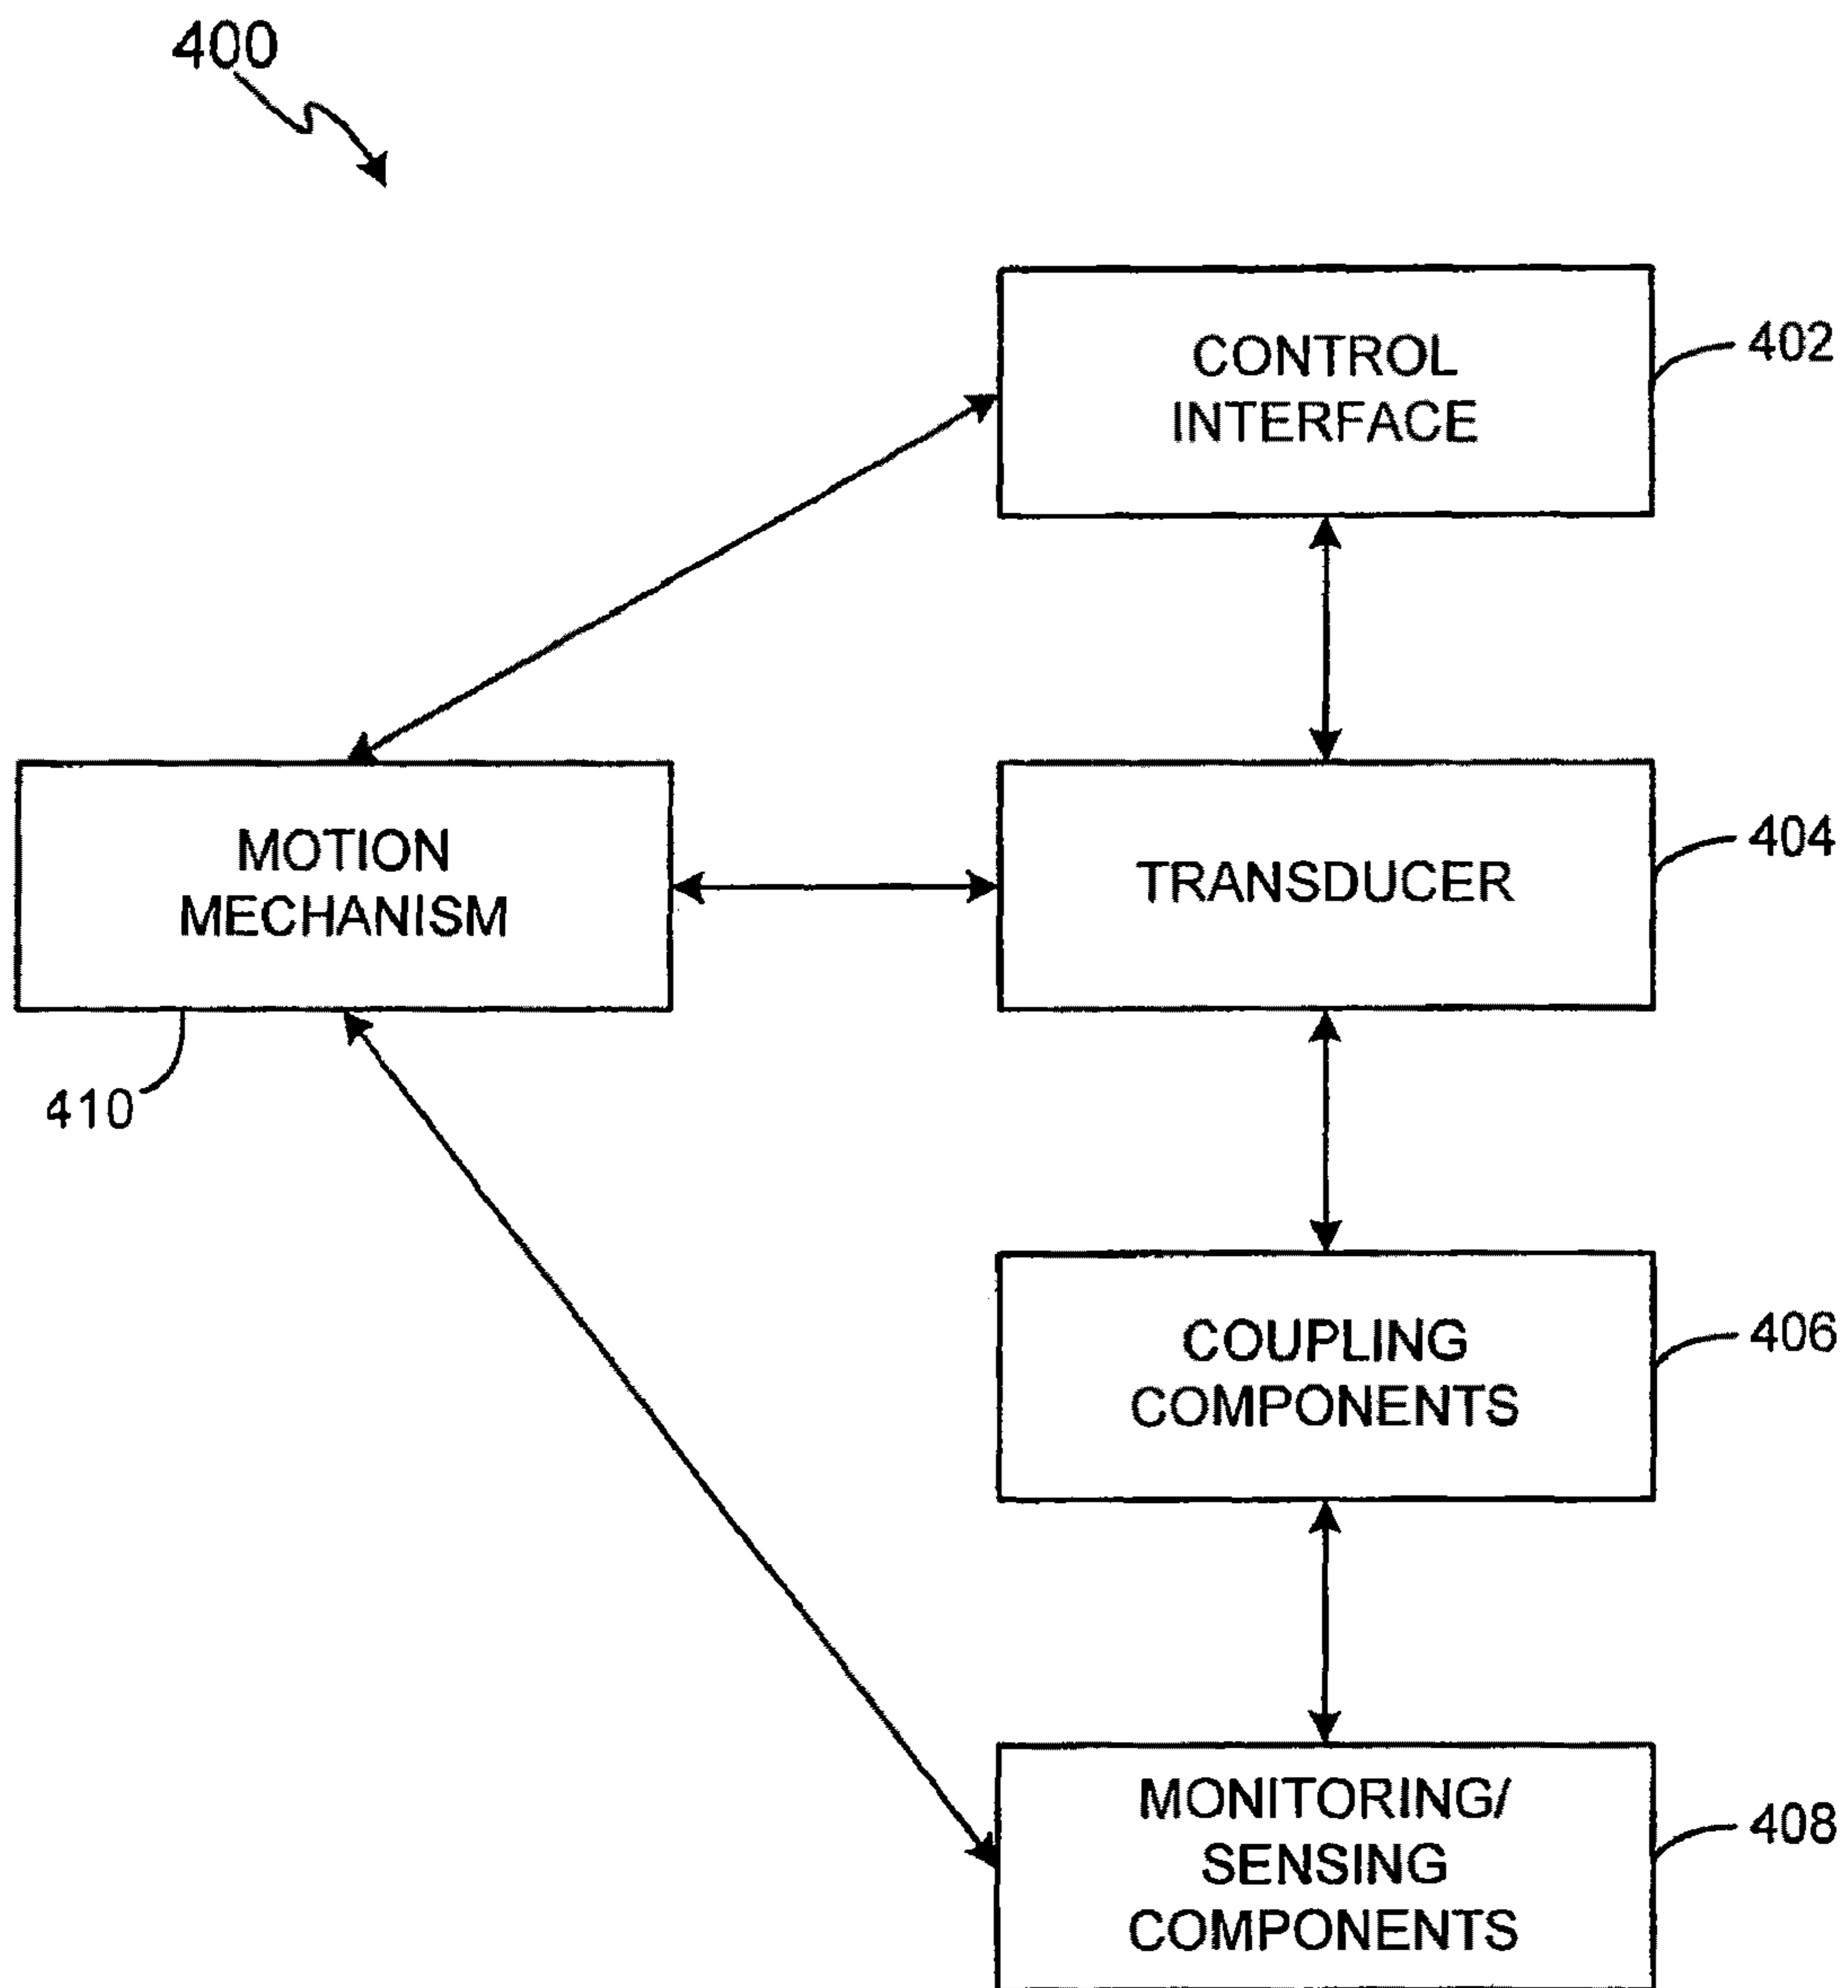 400
CONTROL
INTERFACE
402
MOTION
MECHANISM
410
TRANSDUCER
404
COUPLING
COMPONENTS
406
MONITORING/
SENSING
COMPONENTS
408